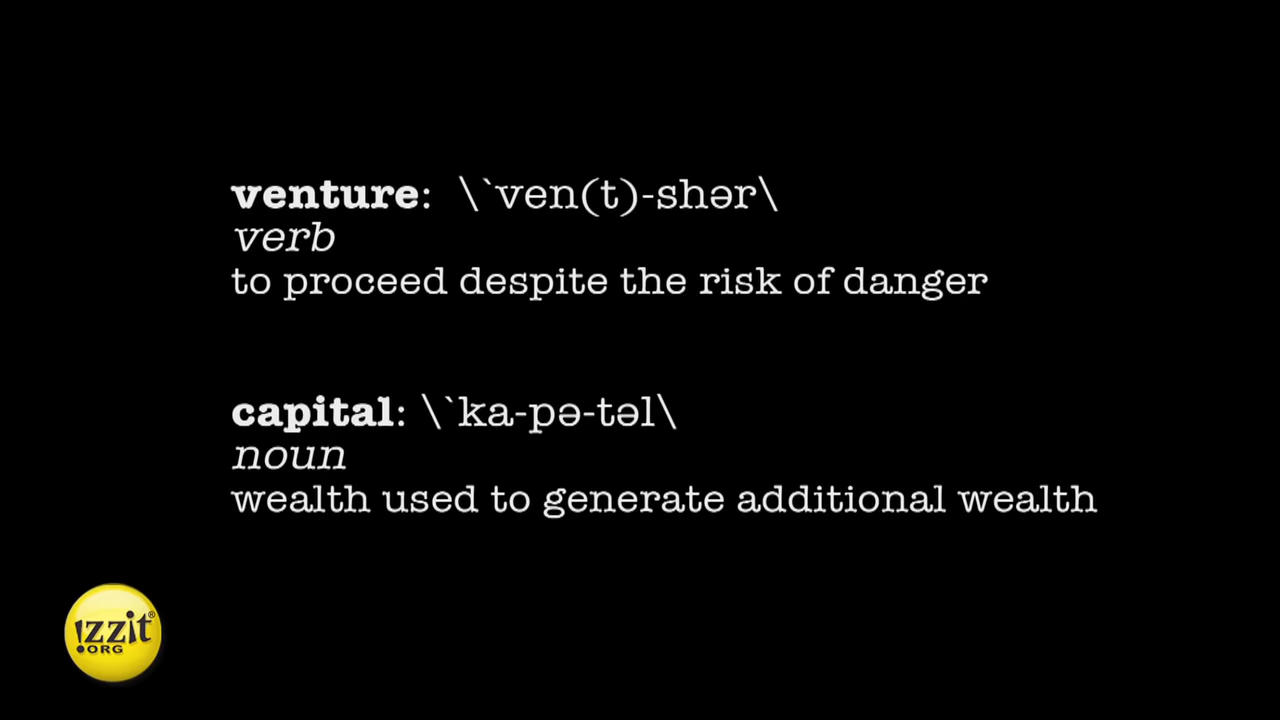 venture: \`ven(t)-shər\
verb
to proceed despite the risk of danger
capital: \`ka-pə-təl\
noun
wealth used to generate additional wealth
!zzit®
.ORG